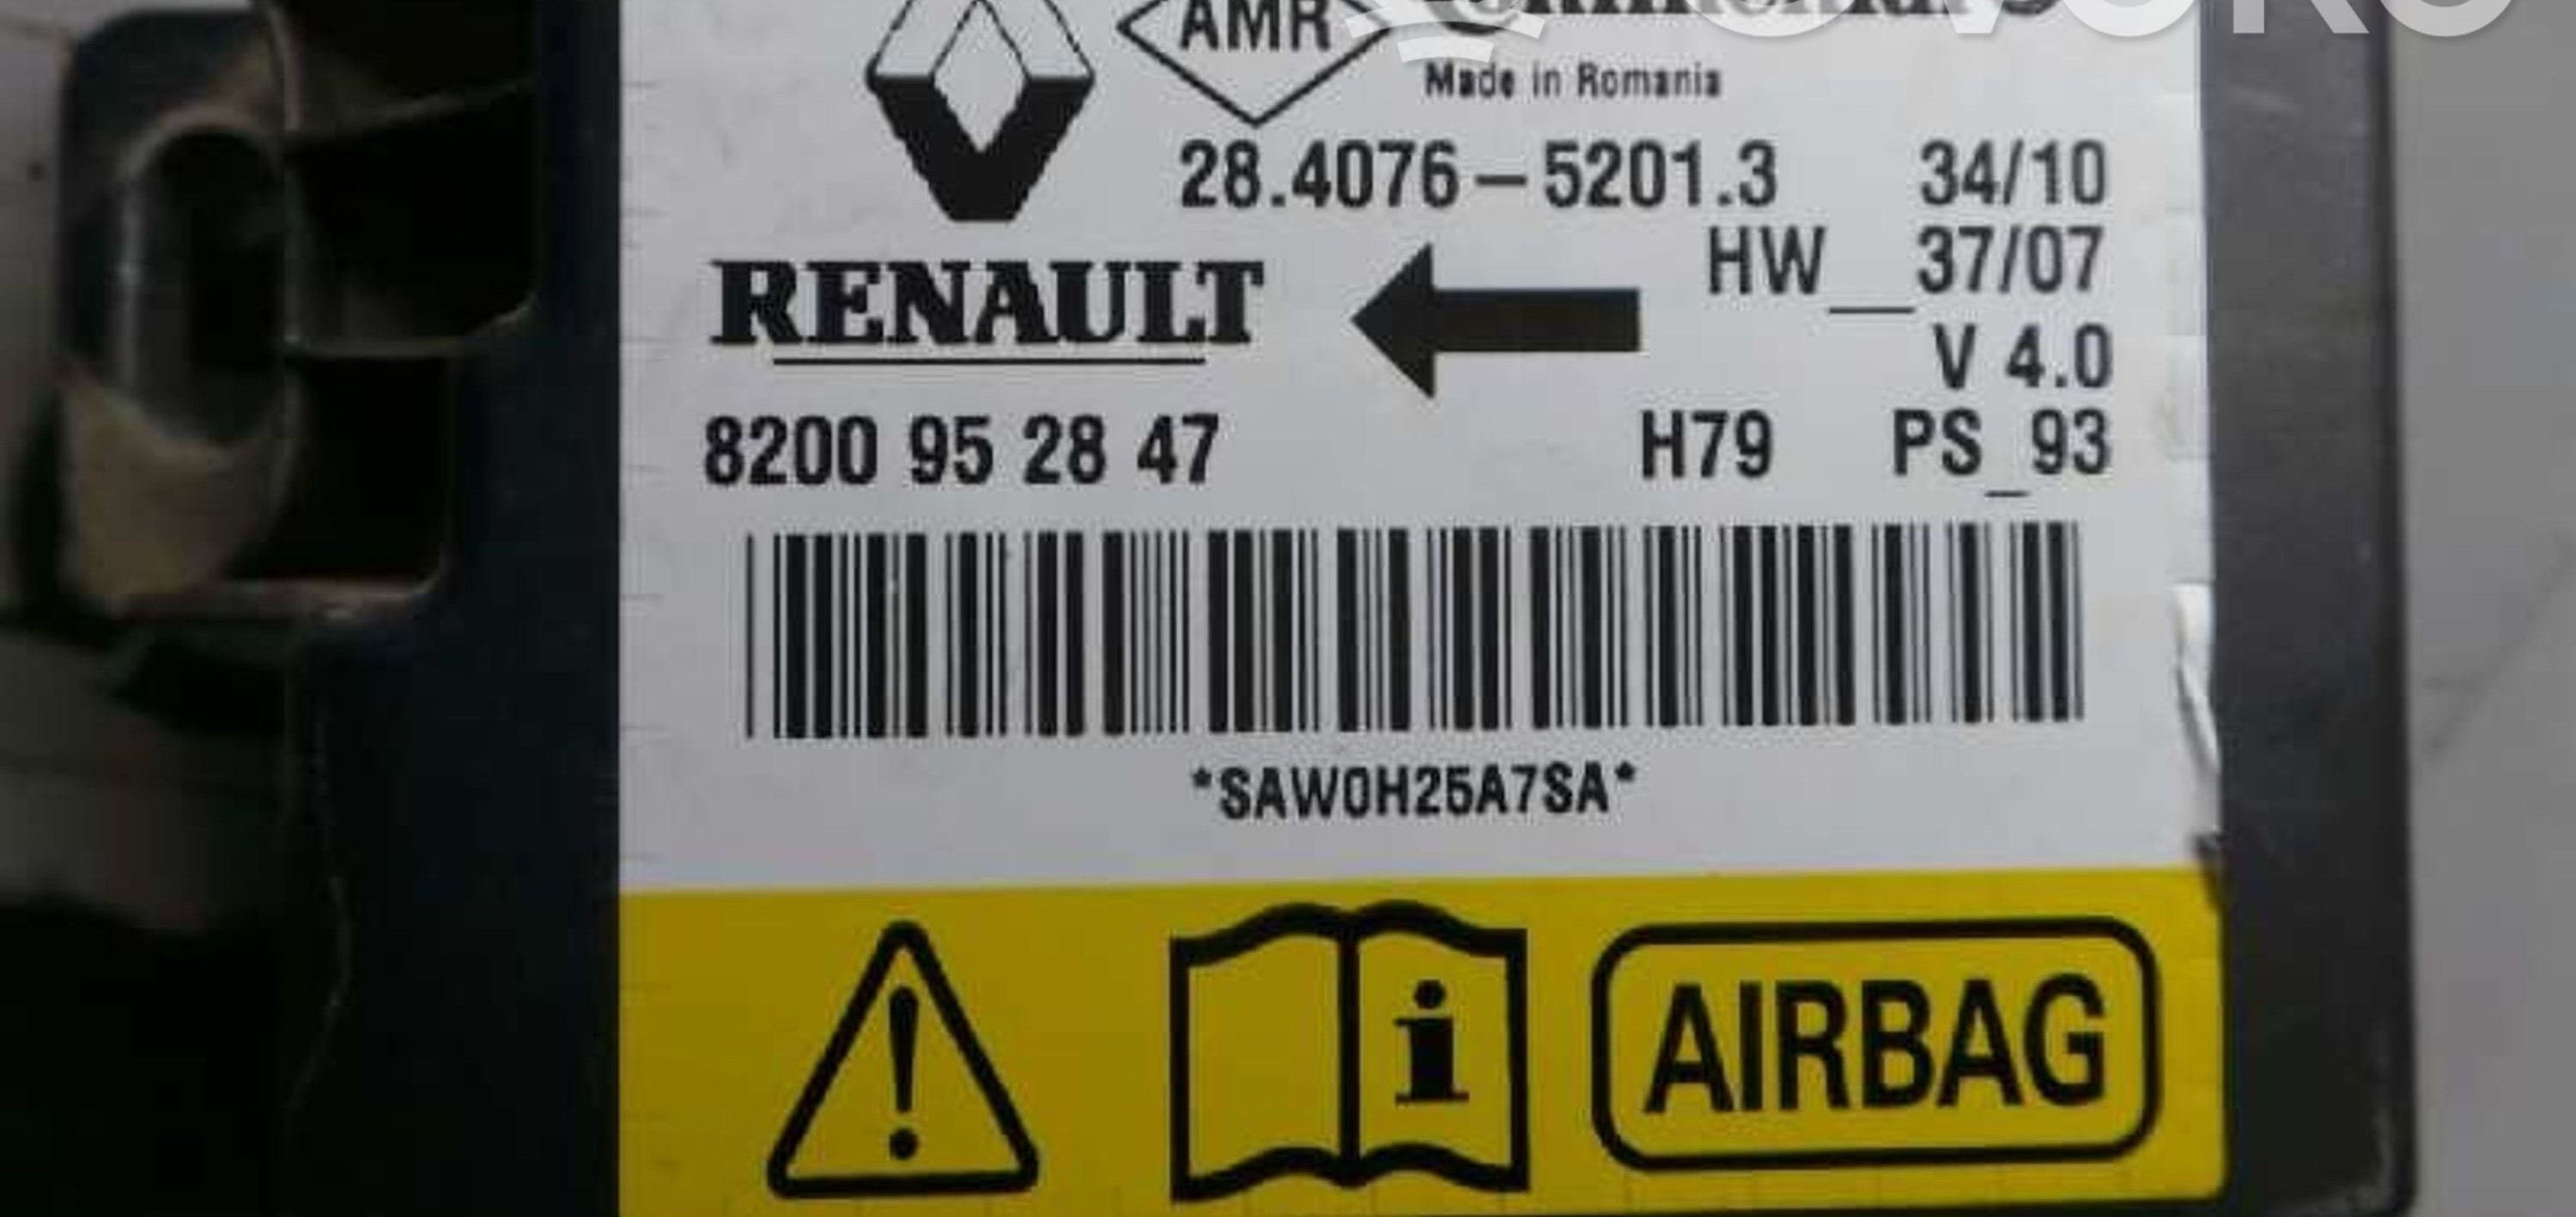 AMR
Made in Romania
28.4076-5201.3 34/10
HW__37/07
RENAULT
V 4.0
8200 95 28 47 H79 PS_93
*SAW0H25A7SA*
AIRBAG